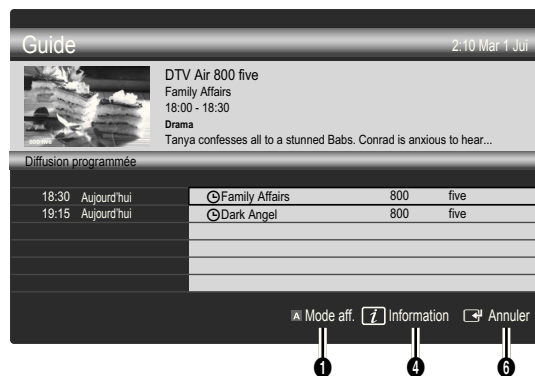 Guide
2:10 Mar 1 Jui
DTV Air 800 five
Family Affairs
18:00 - 18:30
Drama
Tanya confesses all to a stunned Babs. Conrad is anxious to hear...
800 five
Diffusion programmée
18:30 Aujourd'hui Family Affairs 800 five
19:15 Aujourd'hui Dark Angel 800 five
A Mode aff. i Information Annuler
1 4 6